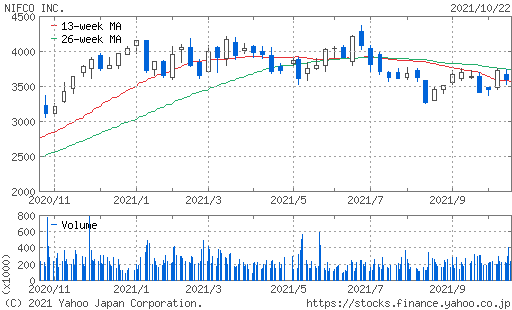 NIFCO INC. 2021/10/22
4500
13-week MA
26-week MA
4000
3500
3000
2500
2000
2020/11 2021/1 2021/3 2021/5 2021/7 2021/9
800
Volume
600
400
200
0
(x1000)
2020/11 2021/1 2021/3 2021/5 2021/7 2021/9
(C) 2021 Yahoo Japan Corporation. https://stocks.finance.yahoo.co.jp/